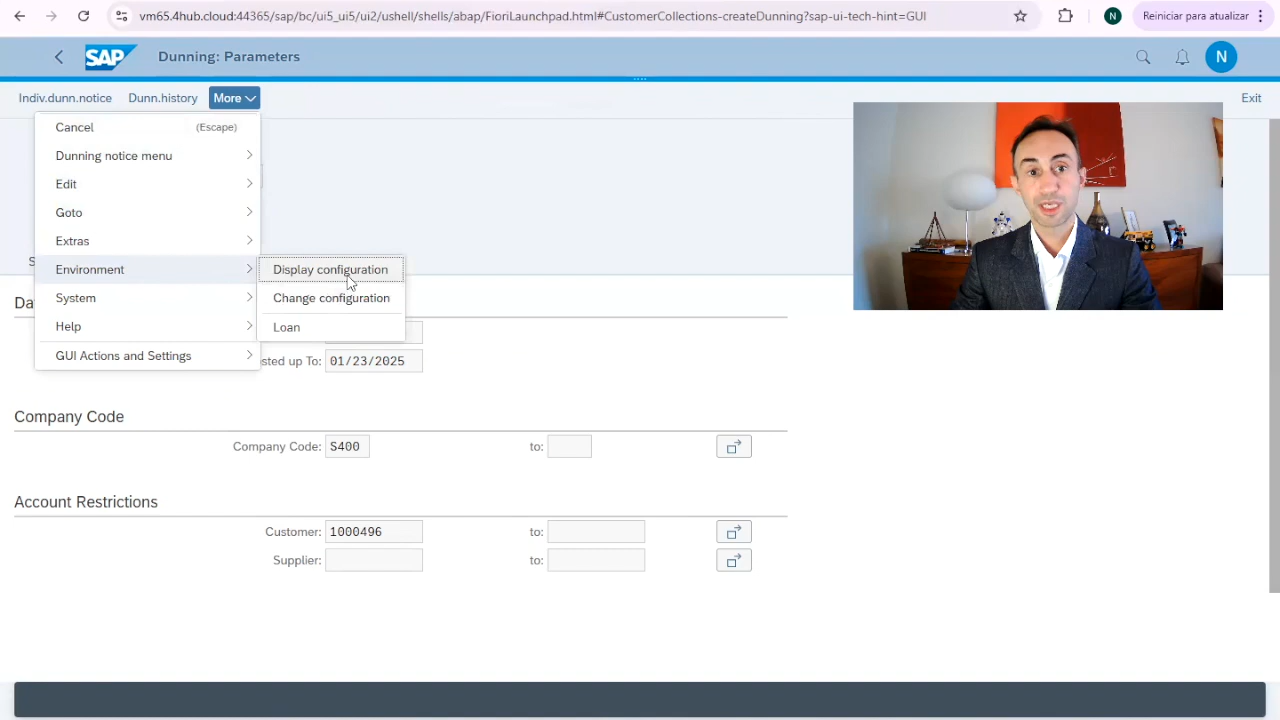 vm65.4hub.cloud:44365/sap/bc/ui5_ui5/ui2/ushell/shells/abap/FioriLaunchpad.html#CustomerCollections-createDunning?sap-ui-tech-hint=GUI
N
Reiniciar para atualizar
SAP
Dunning: Parameters
N
Indiv.dunn.notice
Dunn.history
More
Exit
Cancel
(Escape)
Dunning notice menu
Edit
Goto
Extras
Environment
Display configuration
System
Change configuration
Help
Loan
GUI Actions and Settings
S
Da
sted up To: 01/23/2025
Company Code
Company Code: S400
to:
Account Restrictions
Customer: 1000496
to:
Supplier:
to: